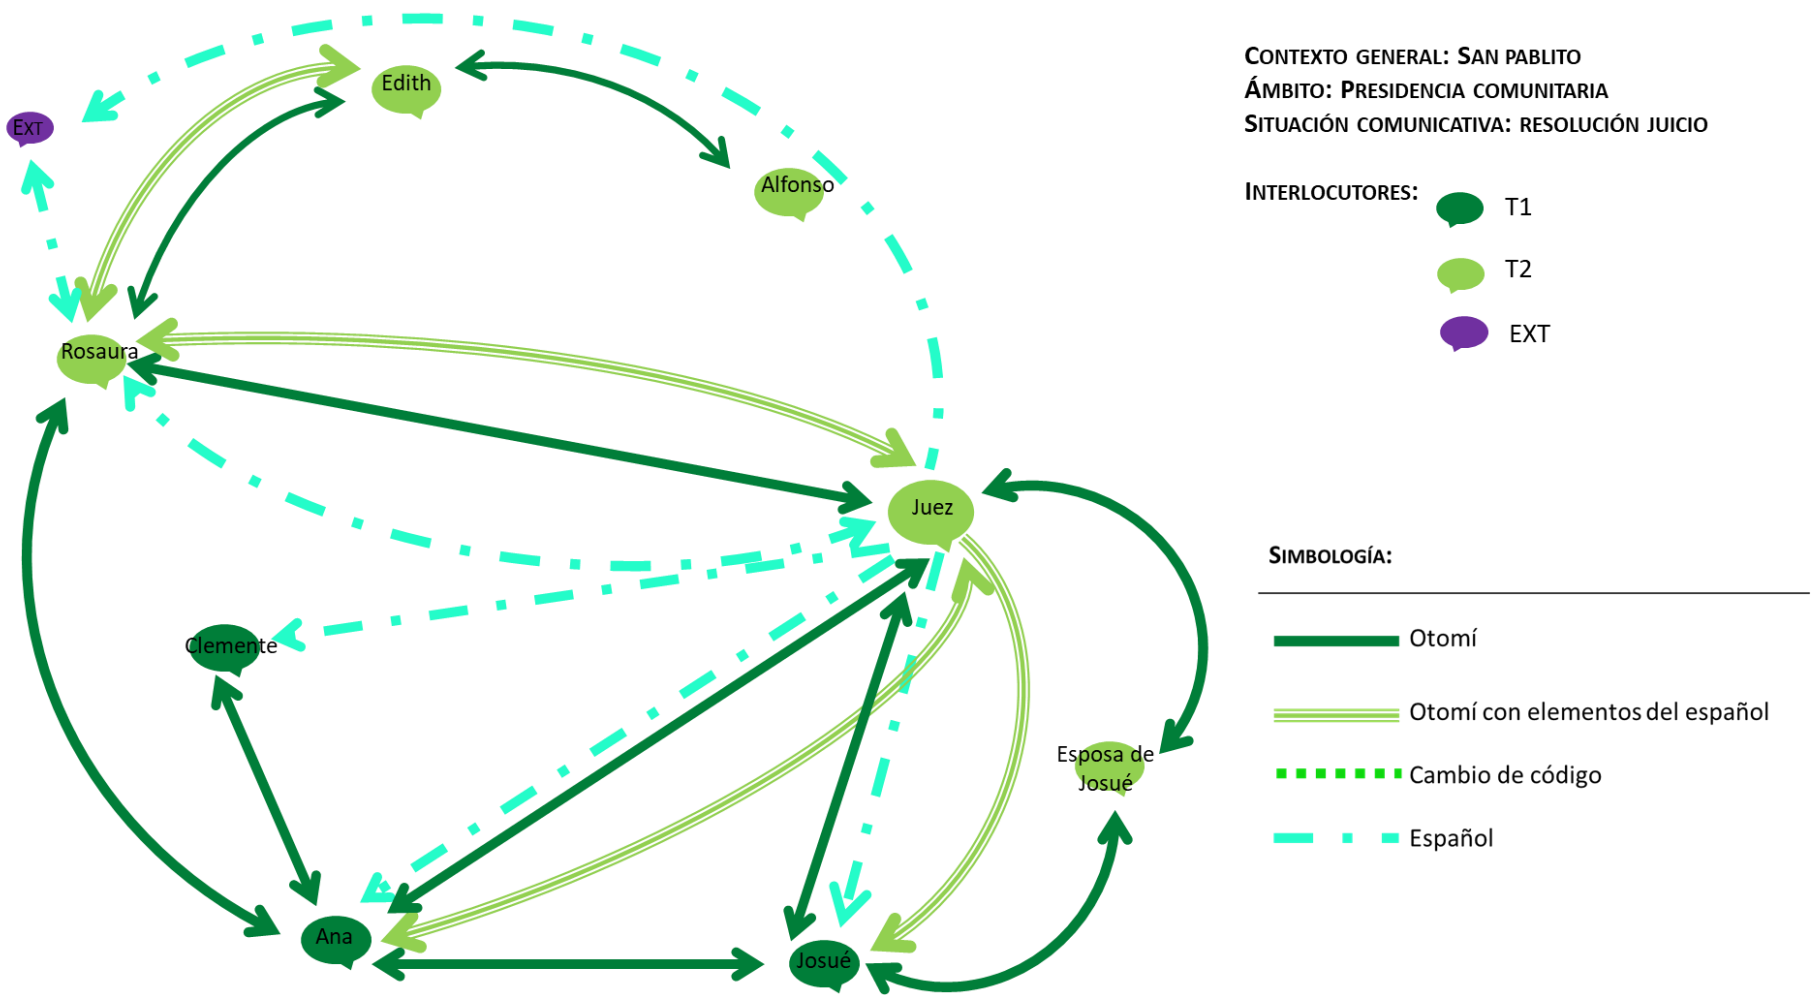 CONTEXTO GENERAL: SAN PABLITO
ÁMBITO: PRESIDENCIA COMUNITARIA
SITUACIÓN COMUNICATIVA: RESOLUCIÓN JUICIO
INTERLOCUTORES:
T1
T2
EXT
Edith
EXT
Alfonso
Rosaura
Juez
Clemente
Esposa de
Josué
Ana
Josué
SIMBOLOGÍA:
Otomí
Otomí con elementos del español
Cambio de código
Español